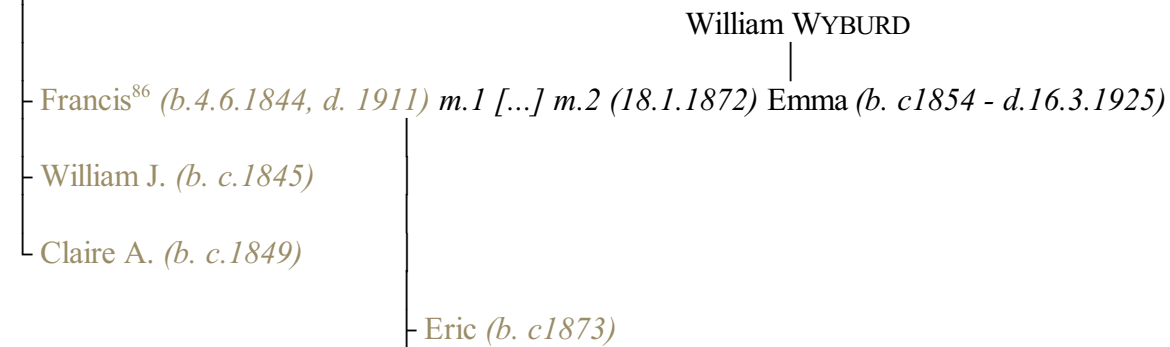 William WYBURD
Francis⁸⁶ (b.4.6.1844, d. 1911) m.1 [...] m.2 (18.1.1872) Emma (b. c1854 - d.16.3.1925)
William J. (b. c.1845)
Claire A. (b. c.1849)
Eric (b. c1873)